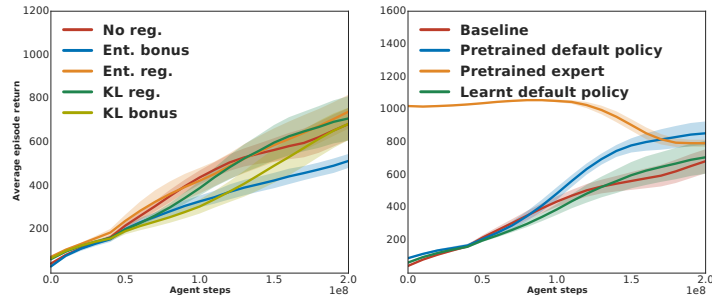 1200
1000
800
600
400
200
0.0
0.5
1.0
1.5
2.0
1e8
Agent steps
Average episode return
No reg.
Ent. bonus
Ent. reg.
KL reg.
KL bonus
1600
1400
1200
1000
800
600
400
200
0
0.0
0.5
1.0
1.5
2.0
1e8
Agent steps
Baseline
Pretrained default policy
Pretrained expert
Learnt default policy